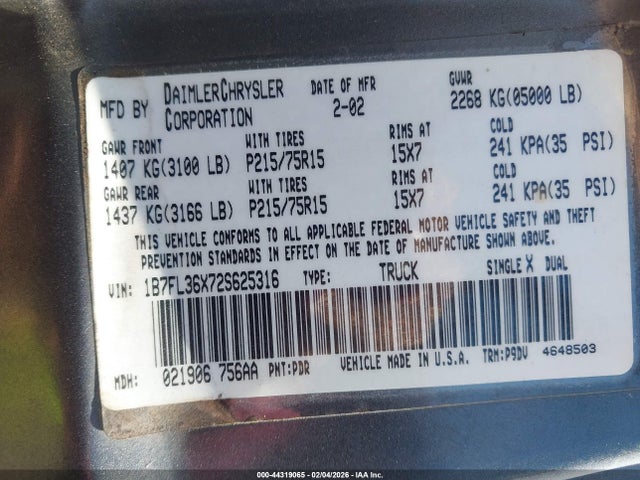 MFD BY DAIMLERCHRYSLER CORPORATION DATE OF MFR 2-02 GVWR 2268 KG(05000 LB)
GAWR FRONT WITH TIRES RIMS AT COLD
1407 KG(3100 LB) P215/75R15 15X7 241 KPA(35 PSI)
GAWR REAR WITH TIRES RIMS AT COLD
1437 KG(3166 LB) P215/75R15 15X7 241 KPA(35 PSI)
THIS VEHICLE CONFORMS TO ALL APPLICABLE FEDERAL MOTOR VEHICLE SAFETY AND THEFT
PREVENTION STANDARDS IN EFFECT ON THE DATE OF MANUFACTURE SHOWN ABOVE.
VIN: 1B7FL36X72S625316 TYPE: TRUCK SINGLE X DUAL
MDH: 021906 756AA PNT:PDR VEHICLE MADE IN U.S.A. TRM:P9DV 4648503
000-44319065 - 02/04/2026 - IAA Inc.